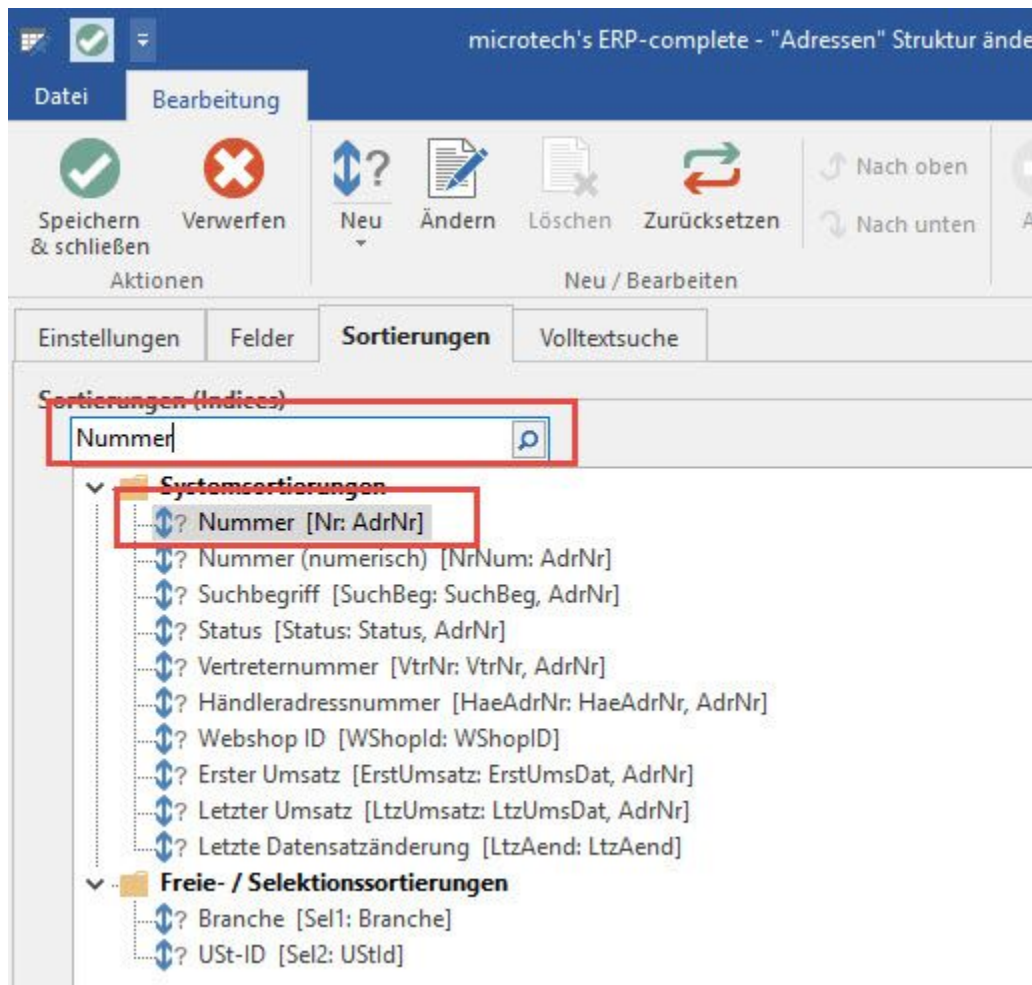 microtech's ERP-complete - "Adressen" Struktur ände
Datei Bearbeitung
Speichern & schließen Verwerfen Neu Ändern Löschen Zurücksetzen Nach oben
Nach unten
Aktionen Neu / Bearbeiten
Einstellungen Felder Sortierungen Volltextsuche
Sortierungen (Indices)
Nummer
Systemsortierungen
? Nummer [Nr: AdrNr]
? Nummer (numerisch) [NrNum: AdrNr]
? Suchbegriff [SuchBeg: SuchBeg, AdrNr]
? Status [Status: Status, AdrNr]
? Vertreternummer [VtrNr: VtrNr, AdrNr]
? Händleradressnummer [HaeAdrNr: HaeAdrNr, AdrNr]
? Webshop ID [WShopId: WShopID]
? Erster Umsatz [ErstUmsatz: ErstUmsDat, AdrNr]
? Letzter Umsatz [LtzUmsatz: LtzUmsDat, AdrNr]
? Letzte Datensatzänderung [LtzAend: LtzAend]
Freie- / Selektionssortierungen
? Branche [Sel1: Branche]
? USt-ID [Sel2: UStId]